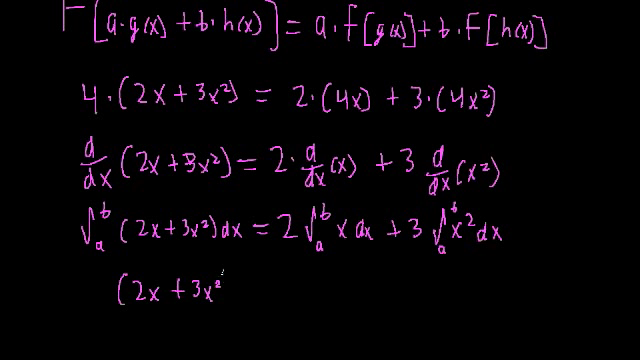 F[a·g(x) + b·h(x)] = a·F[g(x)] + b·F[h(x)]
4·(2x + 3x²) = 2·(4x) + 3·(4x²)
d/dx (2x + 3x²) = 2·d/dx (x) + 3 d/dx (x²)
∫ₐᵇ (2x + 3x²) dx = 2 ∫ₐᵇ x dx + 3 ∫ₐᵇ x² dx
(2x + 3x²